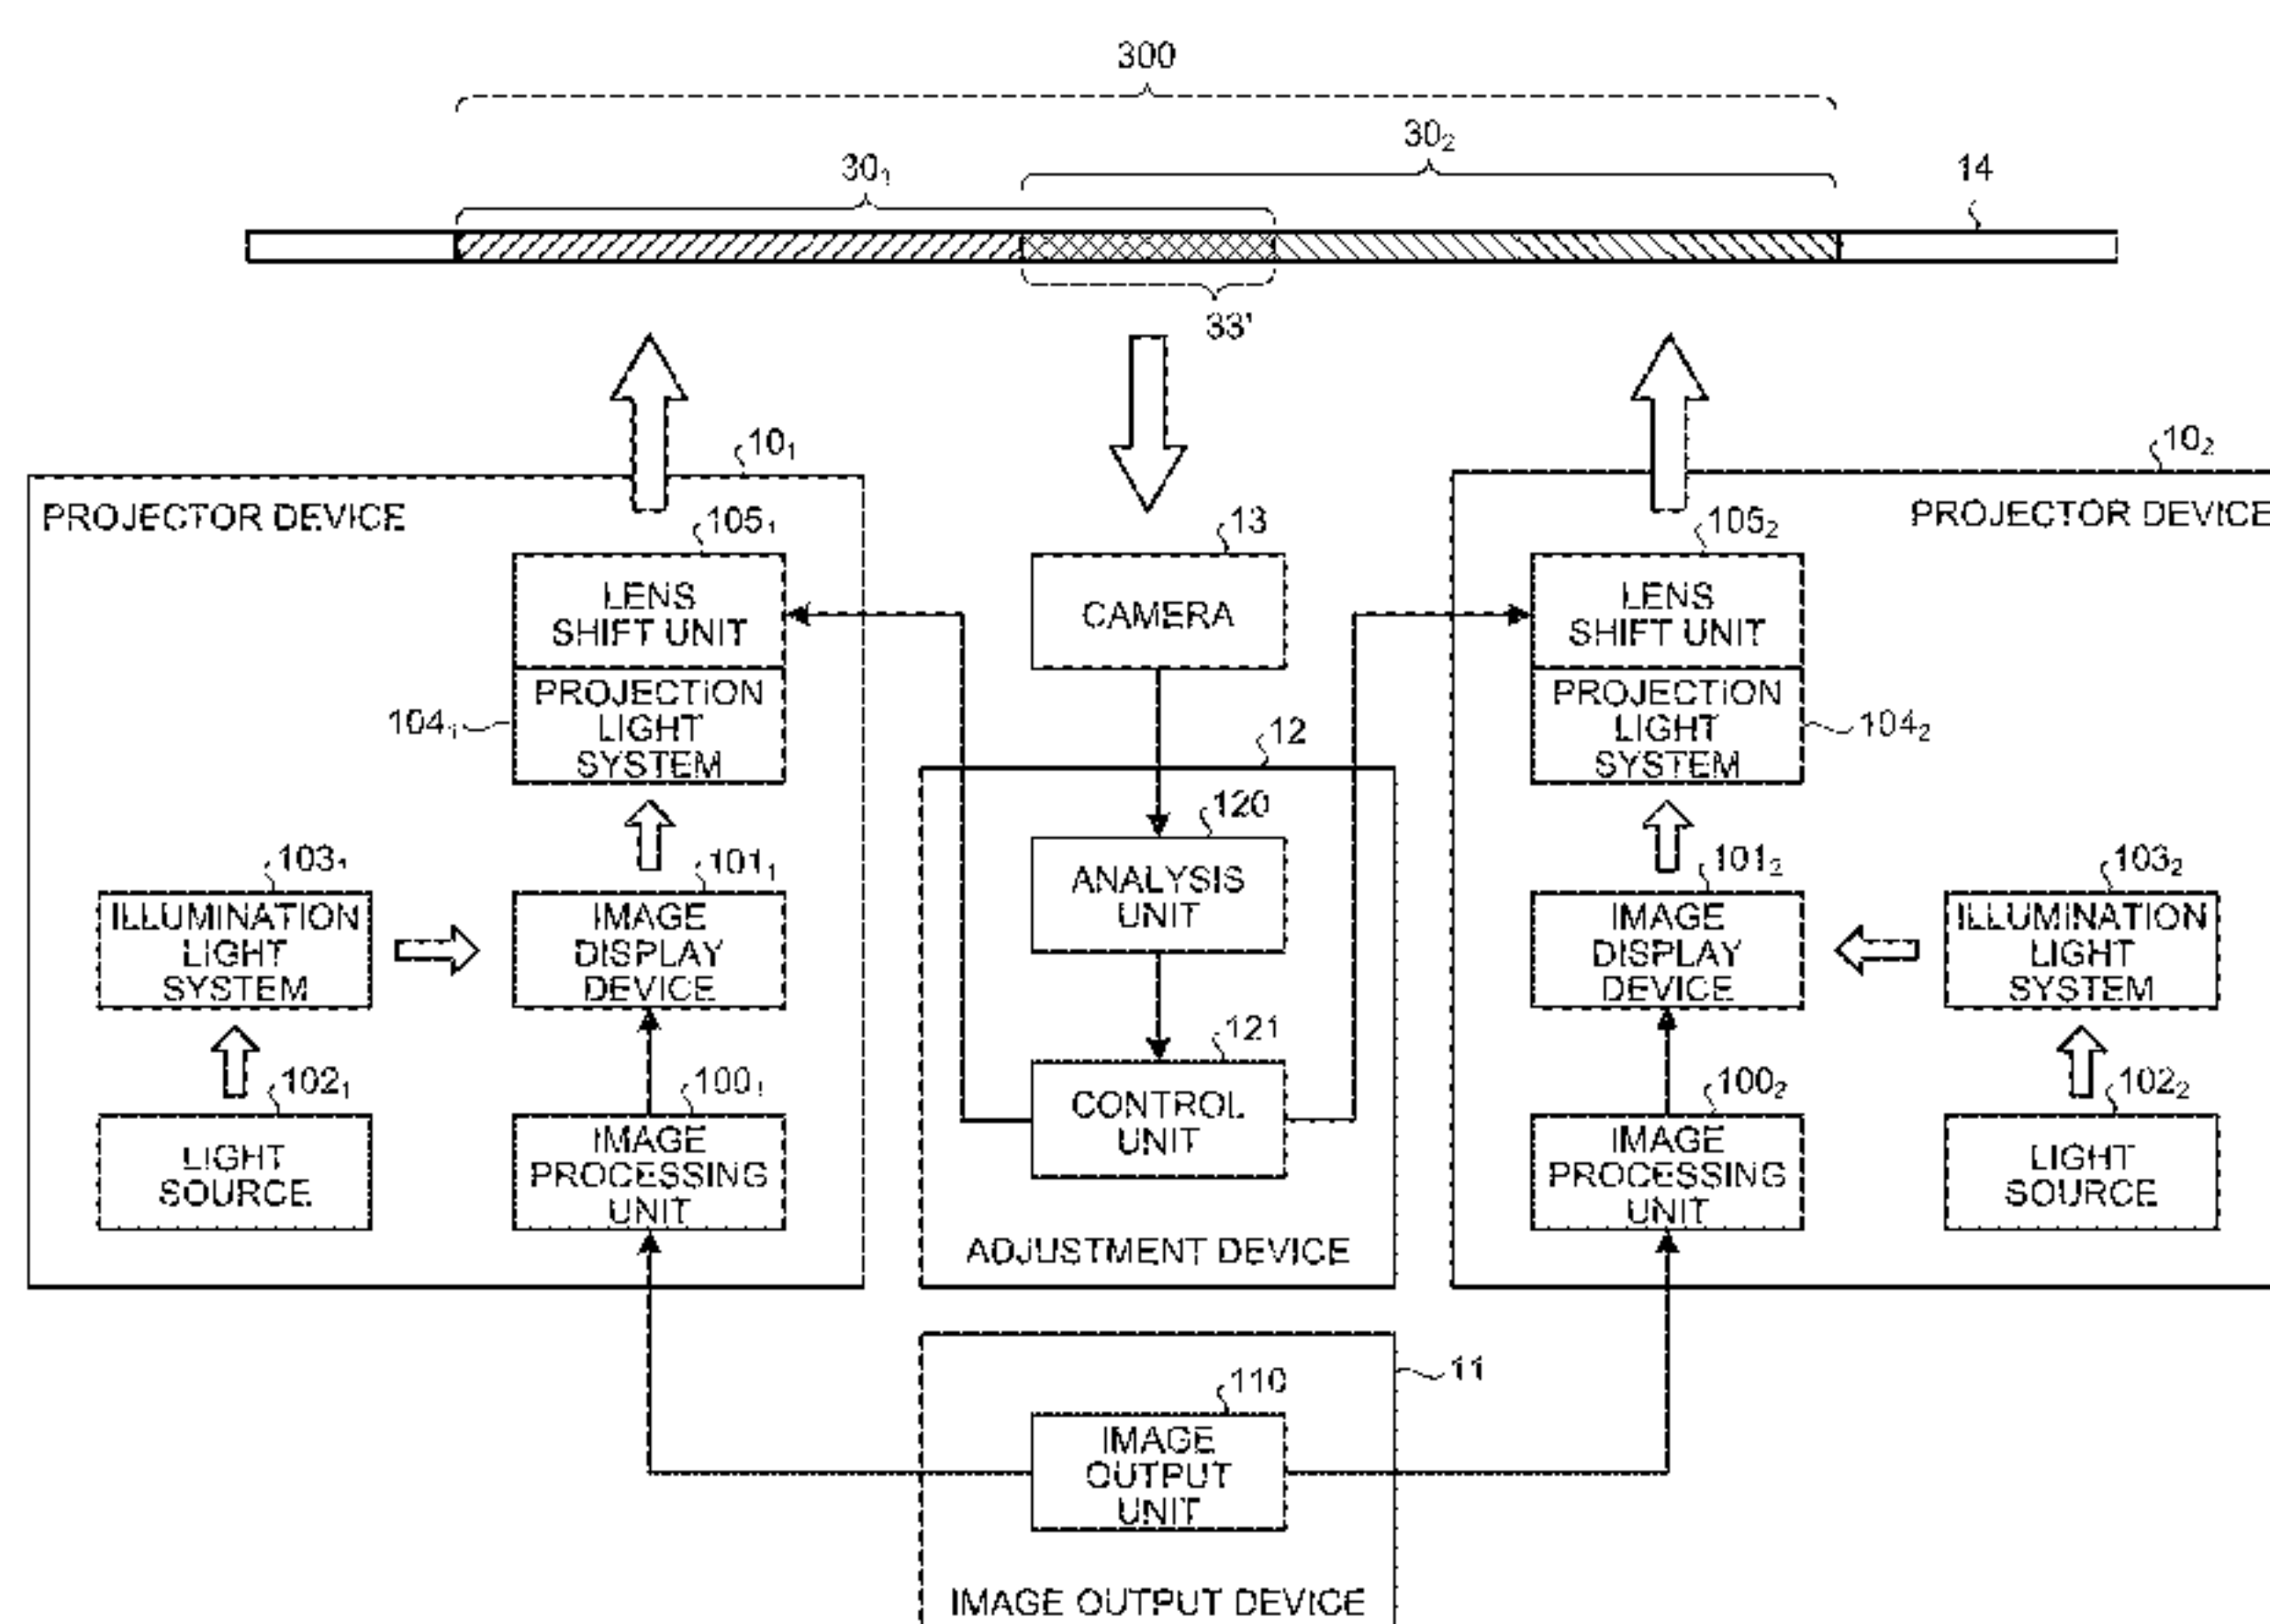 300
30₂
30₁
14
33'
10₁
10₂
PROJECTOR DEVICE
PROJECTOR DEVICE
105₁
13
105₂
LENS
SHIFT UNIT
CAMERA
LENS
SHIFT UNIT
104₁
PROJECTION
LIGHT
SYSTEM
PROJECTION
LIGHT
SYSTEM
104₂
12
120
103₁
101₁
ANALYSIS
UNIT
101₂
103₂
ILLUMINATION
LIGHT
SYSTEM
IMAGE
DISPLAY
DEVICE
IMAGE
DISPLAY
DEVICE
ILLUMINATION
LIGHT
SYSTEM
121
102₁
100₁
100₂
102₂
LIGHT
SOURCE
IMAGE
PROCESSING
UNIT
CONTROL
UNIT
IMAGE
PROCESSING
UNIT
LIGHT
SOURCE
ADJUSTMENT DEVICE
11
110
IMAGE
OUTPUT
UNIT
IMAGE OUTPUT DEVICE